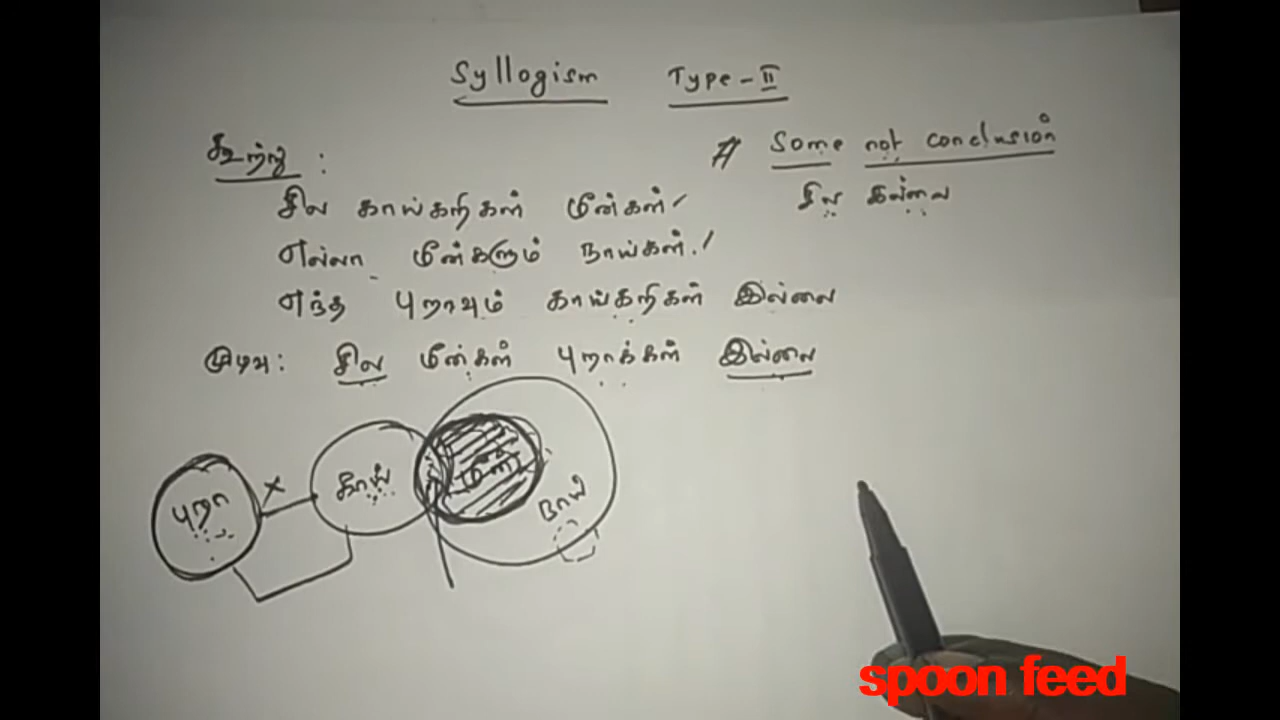 Syllogism Type - II
கூற்று :
# Some not conclusion
சில இல்லை
சில காய்கறிகள் மீன்கள்
எல்லா மீன்களும் நாய்கள்.
எந்த புறாவும் காய்கறிகள் இல்லை
முடிவு: சில மீன்கள் புறாக்கள் இல்லை
புறா x காய் மீன் நாய்
spoon feed